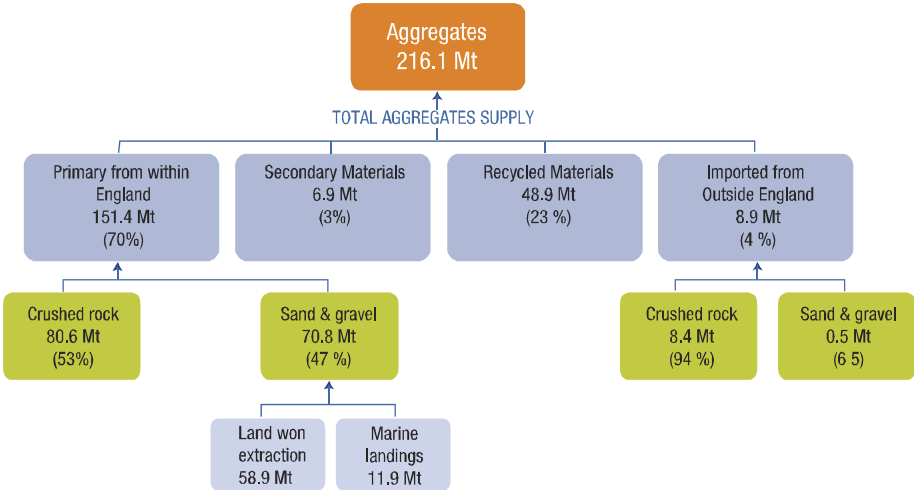 Aggregates
216.1 Mt
TOTAL AGGREGATES SUPPLY
Primary from within
England
151.4 Mt
(70%)
Secondary Materials
6.9 Mt
(3%)
Recycled Materials
48.9 Mt
(23 %)
Imported from
Outside England
8.9 Mt
(4 %)
Crushed rock
80.6 Mt
(53%)
Sand & gravel
70.8 Mt
(47 %)
Crushed rock
8.4 Mt
(94 %)
Sand & gravel
0.5 Mt
(6 5)
Land won
extraction
58.9 Mt
Marine
landings
11.9 Mt